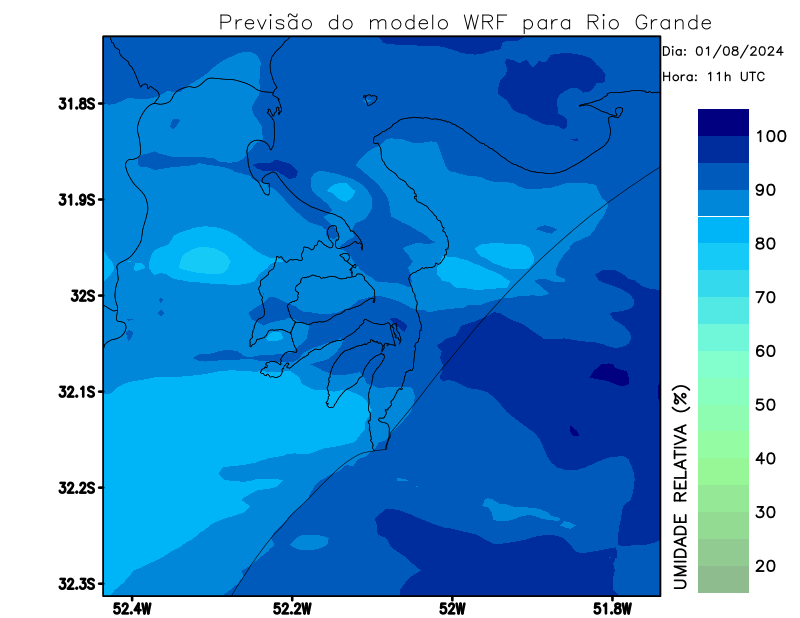 Previsão do modelo WRF para Rio Grande
Dia: 01/08/2024
Hora: 11h UTC
31.8S
31.9S
32S
32.1S
32.2S
32.3S
52.4W
52.2W
52W
51.8W
100
90
80
70
60
50
40
30
20
UMIDADE RELATIVA (%)